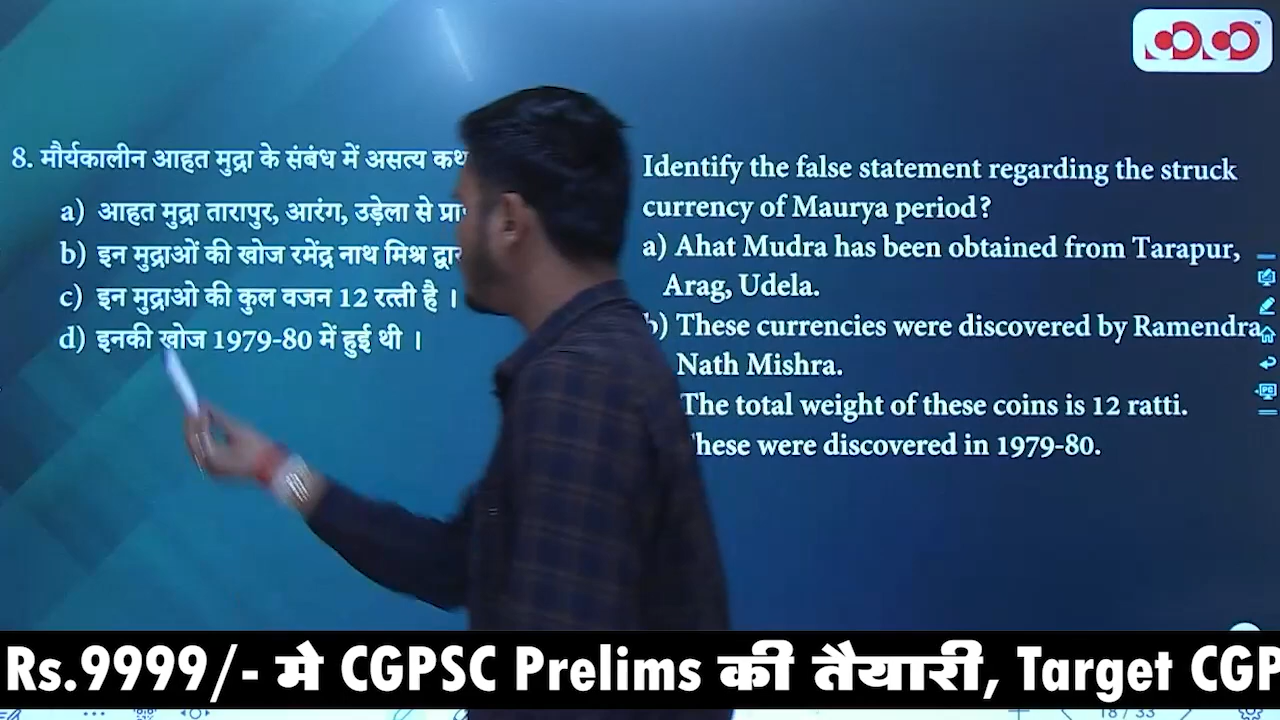 8. मौर्यकालीन आहत मुद्रा के संबंध में असत्य
a) आहत मुद्रा तारापुर, आरंग, उड़ेला से
b) इन मुद्राओं की खोज रमेंद्र नाथ मिश्र
c) इन मुद्राओ की कुल वजन 12 रत्ती है ।
d) इनकी खोज 1979-80 में हुई थी ।
Identify the false statement regarding the struck
currency of Maurya period?
a) Ahat Mudra has been obtained from Tarapur,
Arag, Udela.
b) These currencies were discovered by Ramendra
Nath Mishra.
The total weight of these coins is 12 ratti.
These were discovered in 1979-80.
Rs.9999/- मे CGPSC Prelims की तैयारी, Target CGP
18 / 33